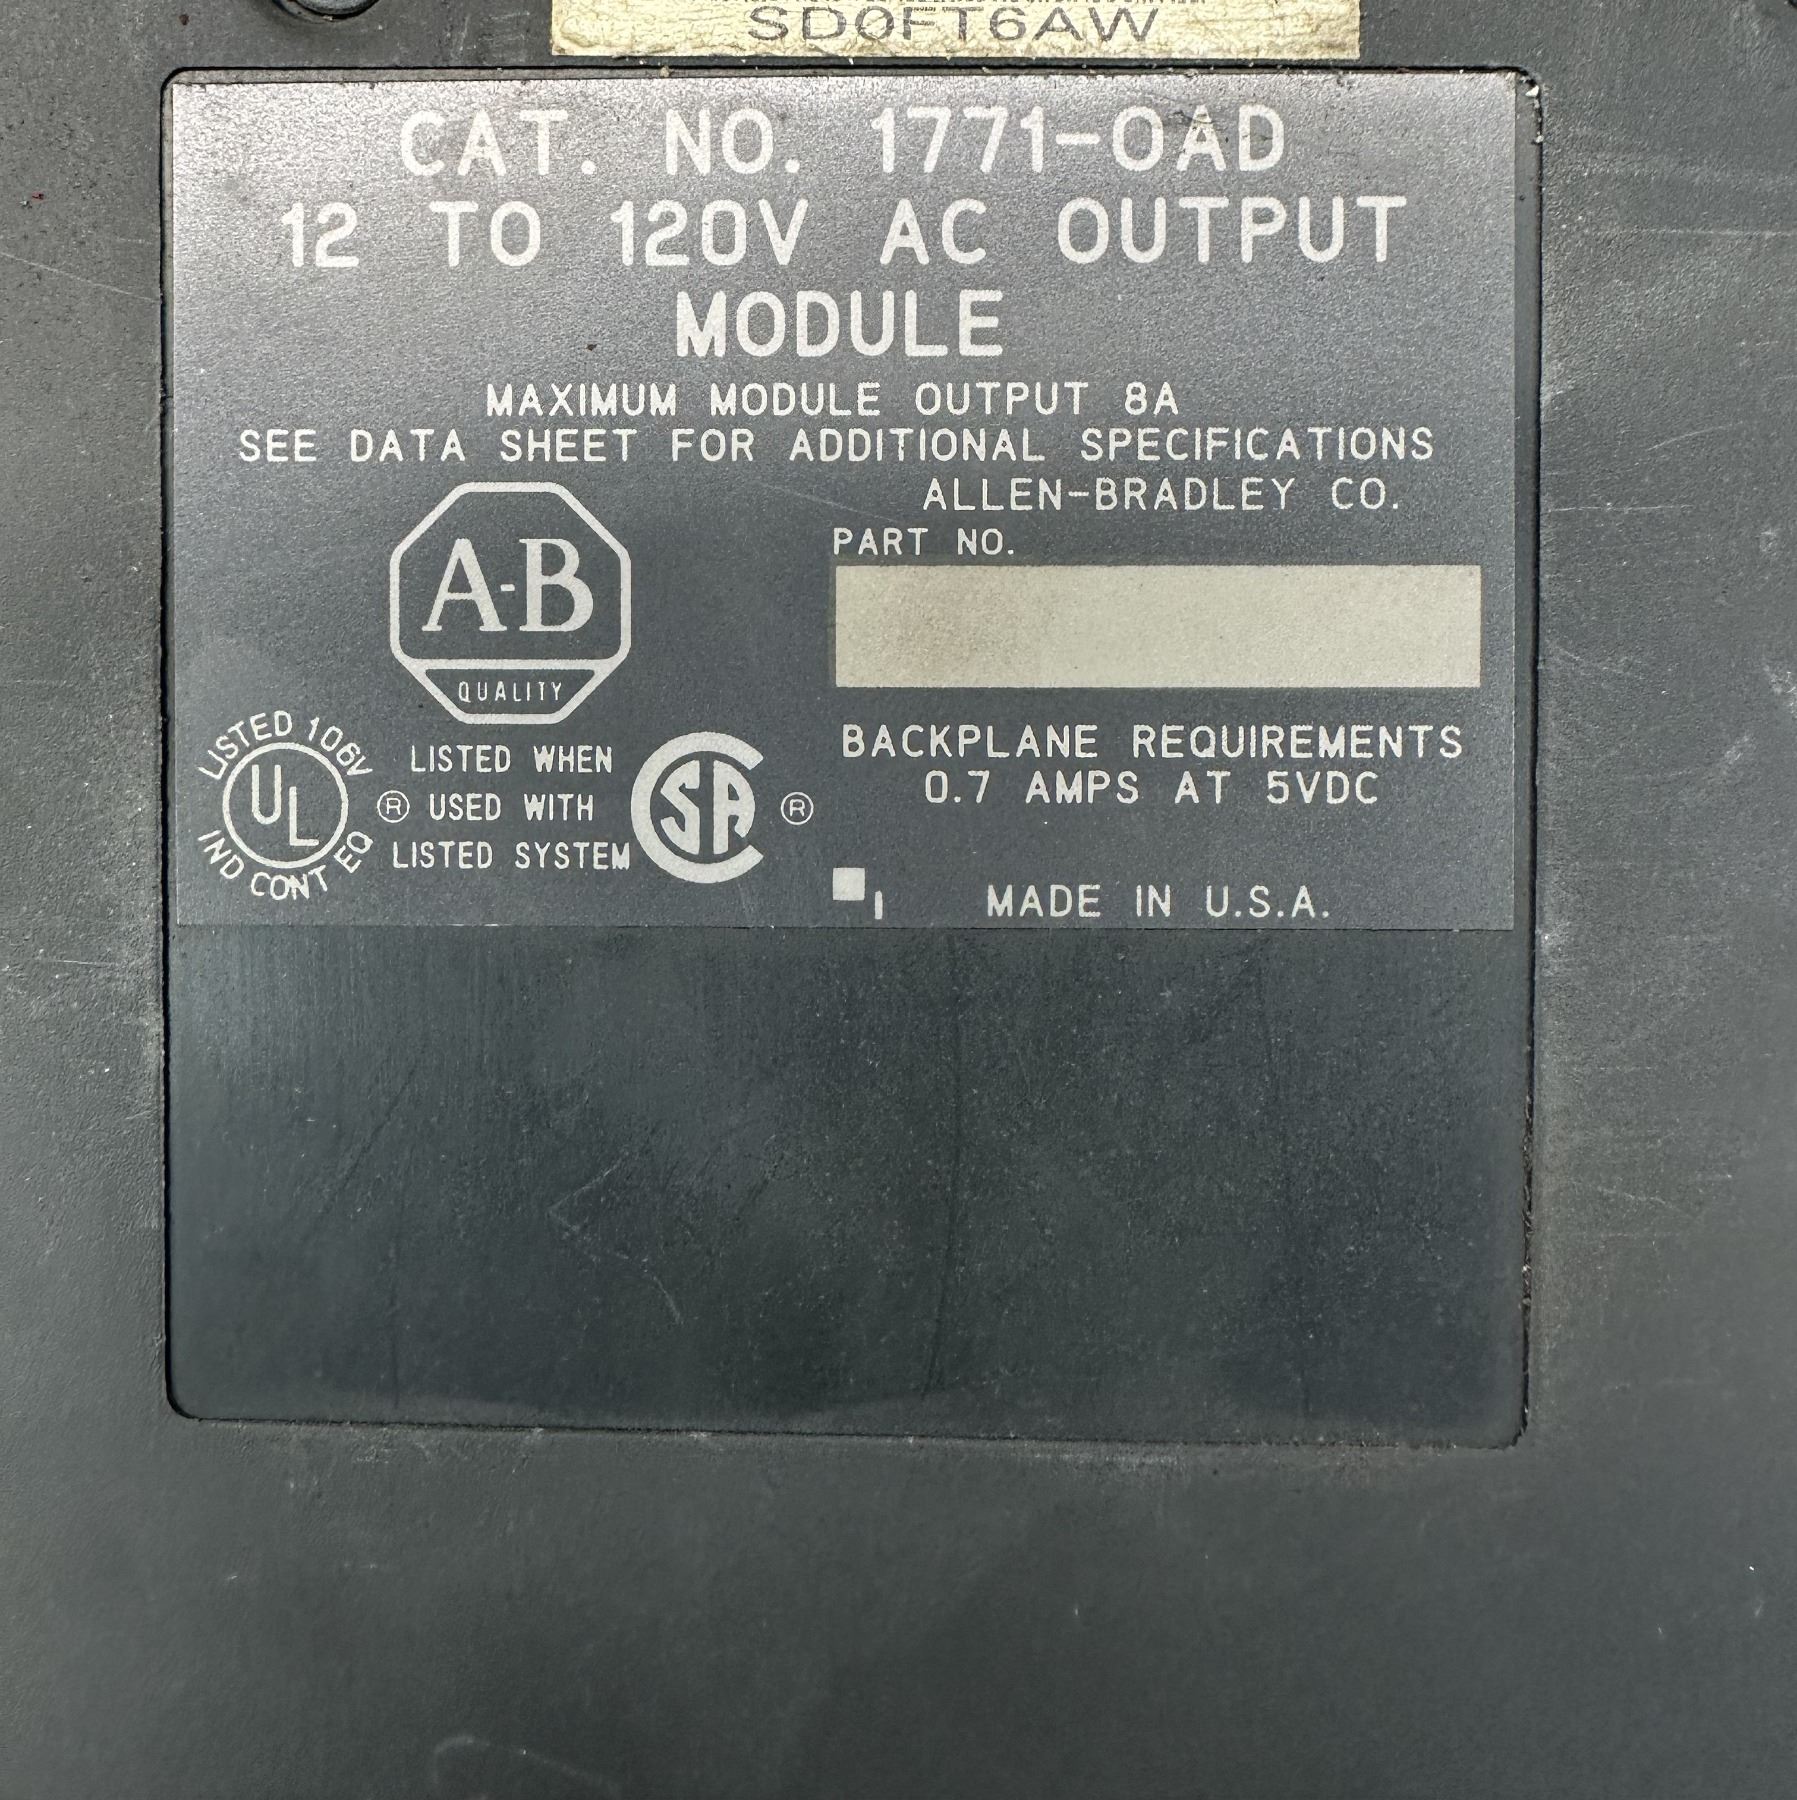 SD0FT6AW
CAT. NO. 1771-OAD
12 TO 120V AC OUTPUT
MODULE
MAXIMUM MODULE OUTPUT 8A
SEE DATA SHEET FOR ADDITIONAL SPECIFICATIONS
ALLEN-BRADLEY CO.
PART NO.
A-B
QUALITY
LISTED 106V
UL
IND CONT EQ
®
LISTED WHEN
USED WITH
LISTED SYSTEM
SA
®
BACKPLANE REQUIREMENTS
0.7 AMPS AT 5VDC
MADE IN U.S.A.